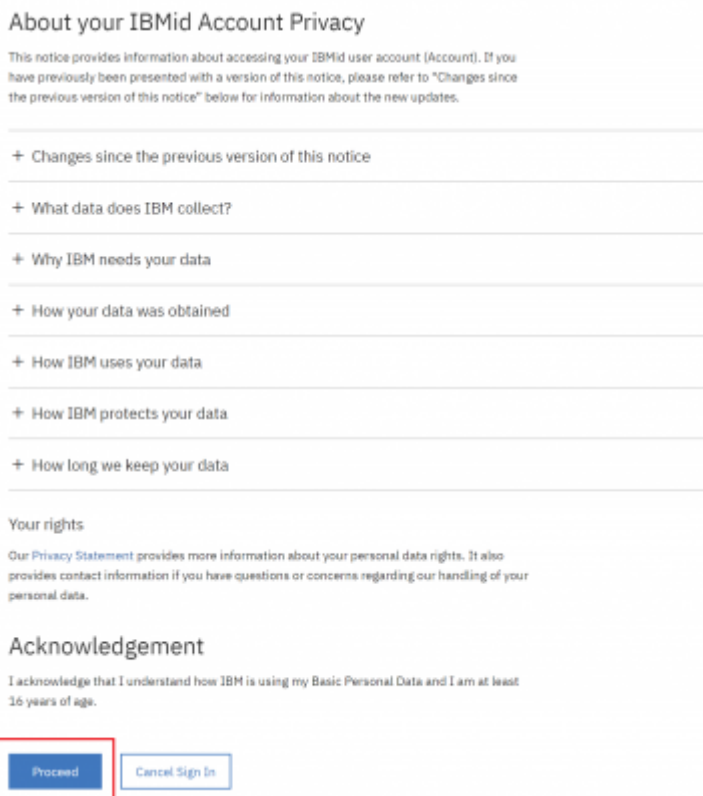 About your IBMid Account Privacy
This notice provides information about accessing your IBMid user account (Account). If you
have previously been presented with a version of this notice, please refer to "Changes since
the previous version of this notice" below for information about the new updates.
+ Changes since the previous version of this notice
+ What data does IBM collect?
+ Why IBM needs your data
+ How your data was obtained
+ How IBM uses your data
+ How IBM protects your data
+ How long we keep your data
Your rights
Our Privacy Statement provides more information about your personal data rights. It also
provides contact information if you have questions or concerns regarding our handling of your
personal data.
Acknowledgement
I acknowledge that I understand how IBM is using my Basic Personal Data and I am at least
16 years of age.
Proceed Cancel Sign In